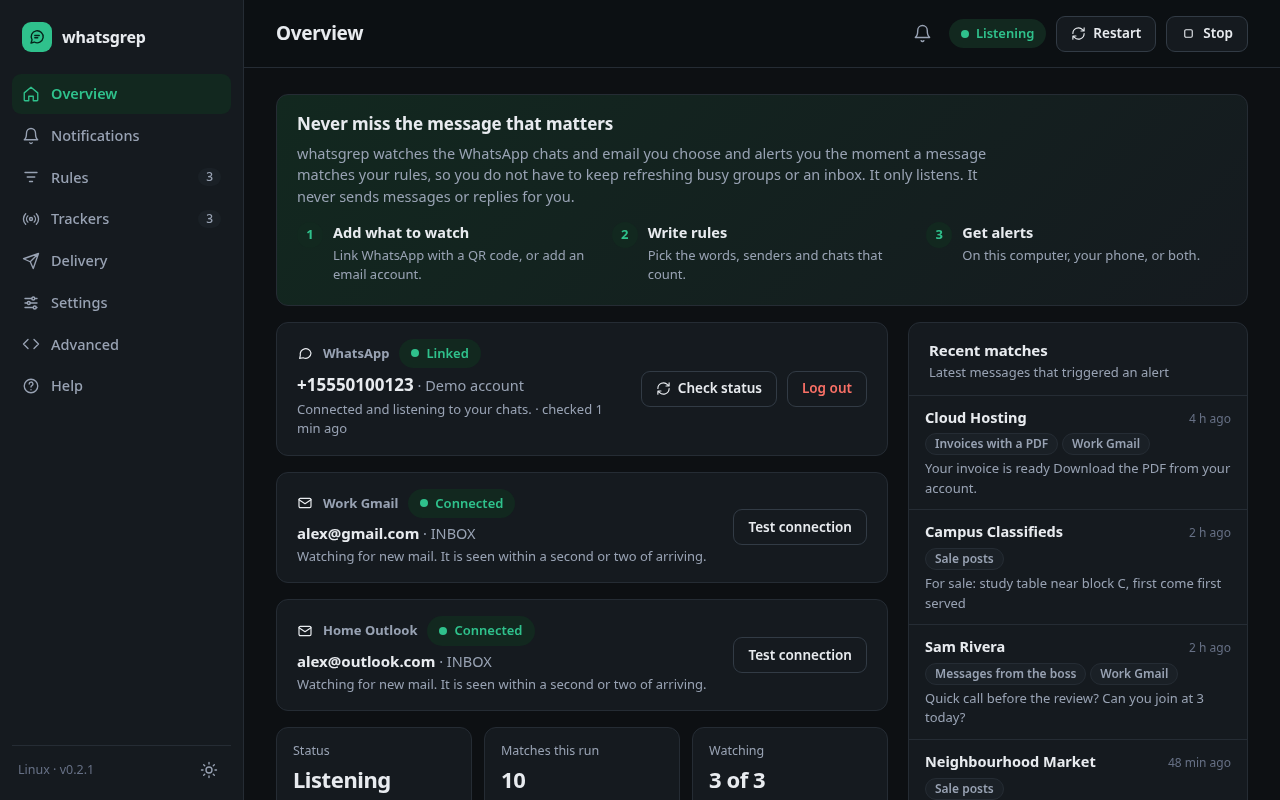 whatsgrep
Overview
Notifications
Rules 3
Trackers 3
Delivery
Settings
Advanced
Help
Linux · v0.2.1
Overview
Listening
Restart
Stop
Never miss the message that matters
whatsgrep watches the WhatsApp chats and email you choose and alerts you the moment a message
matches your rules, so you do not have to keep refreshing busy groups or an inbox. It only listens. It
never sends messages or replies for you.
1 Add what to watch
Link WhatsApp with a QR code, or add an
email account.
2 Write rules
Pick the words, senders and chats that
count.
3 Get alerts
On this computer, your phone, or both.
WhatsApp Linked
+15550100123 · Demo account
Connected and listening to your chats. · checked 1
min ago
Check status
Log out
Work Gmail Connected
alex@gmail.com · INBOX
Watching for new mail. It is seen within a second or two of arriving.
Test connection
Home Outlook Connected
alex@outlook.com · INBOX
Watching for new mail. It is seen within a second or two of arriving.
Test connection
Status
Listening
Matches this run
10
Watching
3 of 3
Recent matches
Latest messages that triggered an alert
Cloud Hosting 4 h ago
Invoices with a PDF Work Gmail
Your invoice is ready Download the PDF from your
account.
Campus Classifieds 2 h ago
Sale posts
For sale: study table near block C, first come first
served
Sam Rivera 2 h ago
Messages from the boss Work Gmail
Quick call before the review? Can you join at 3
today?
Neighbourhood Market 48 min ago
Sale posts